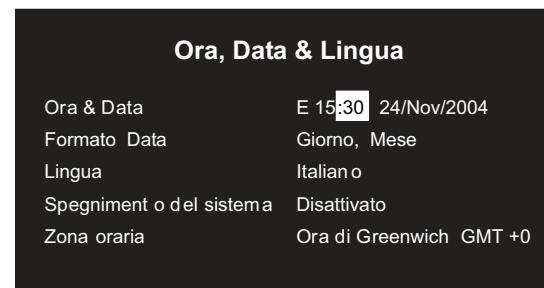 Ora, Data & Lingua
Ora & Data E 15:30 24/Nov/2004
Formato Data Giorno, Mese
Lingua Italiano
Spegnimento del sistema Disattivato
Zona oraria Ora di Greenwich GMT +0